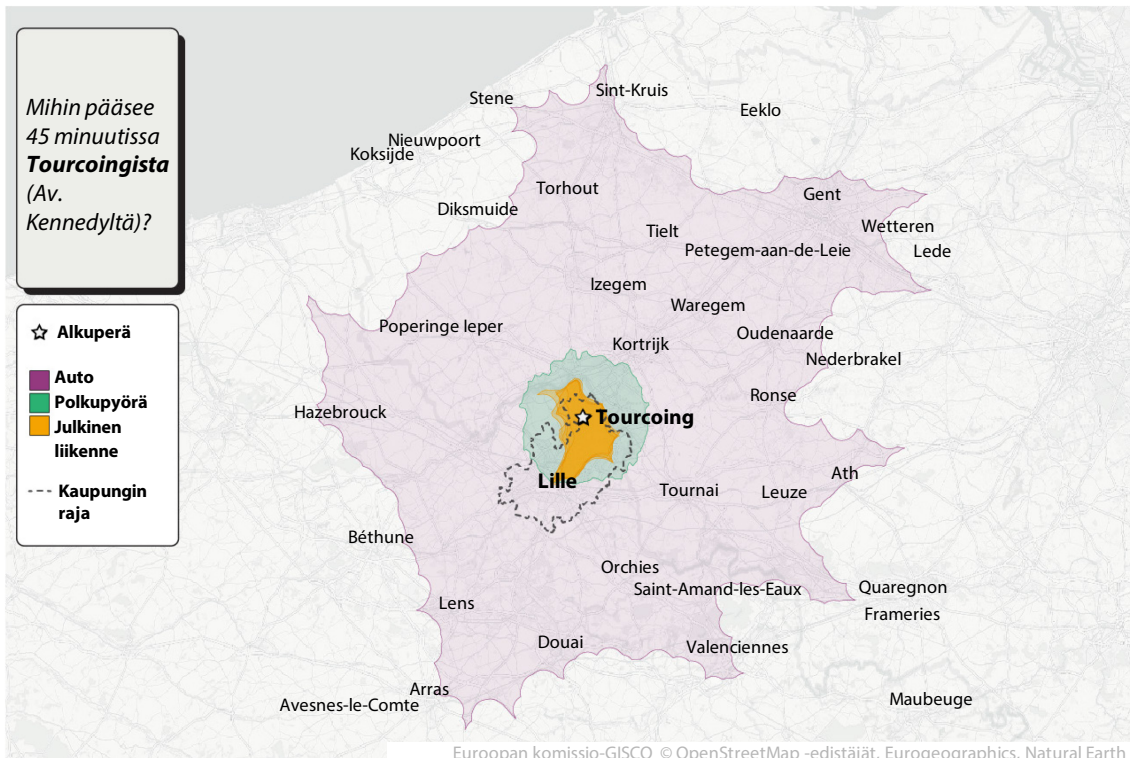 Mihin pääsee
45 minuutissa
Tourcoingista
(Av.
Kennedyltä)?
Alkuperä
Auto
Polkupyörä
Julkinen
liikenne
Kaupungin
raja
Sint-Kruis
Stene
Eeklo
Nieuwpoort
Koksijde
Torhout
Gent
Diksmuide
Wetteren
Tielt
Petegem-aan-de-Leie
Lede
Izegem
Waregem
Poperinge Ieper
Oudenaarde
Kortrijk
Nederbrakel
Ronse
Hazebrouck
Tourcoing
Ath
Lille
Tournai
Leuze
Béthune
Orchies
Saint-Amand-les-Eaux
Quaregnon
Lens
Frameries
Douai
Valenciennes
Arras
Avesnes-le-Comte
Maubeuge
Euroopan komissio-GISCO © OpenStreetMap -edistäjät, Eurogeographics, Natural Earth